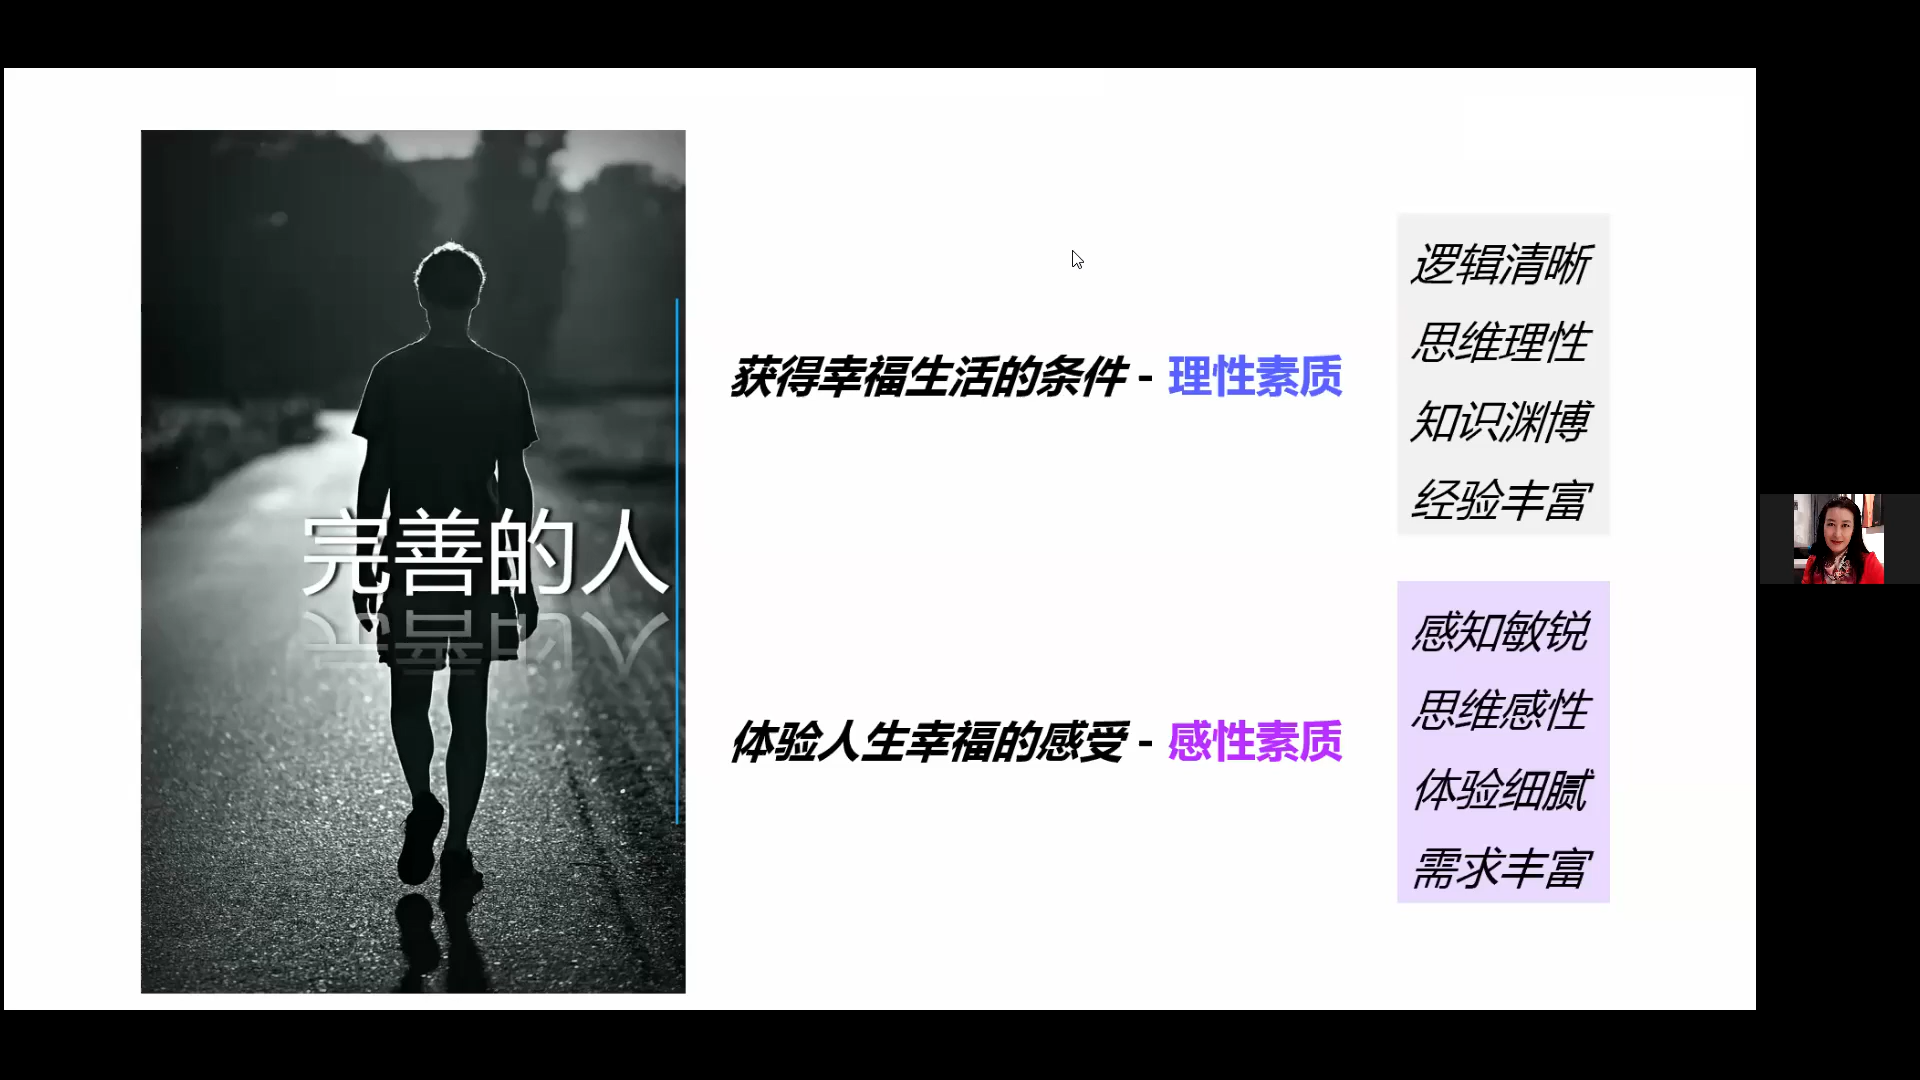 完善的人
获得幸福生活的条件 - 理性素质
逻辑清晰
思维理性
知识渊博
经验丰富
体验人生幸福的感受 - 感性素质
感知敏锐
思维感性
体验细腻
需求丰富